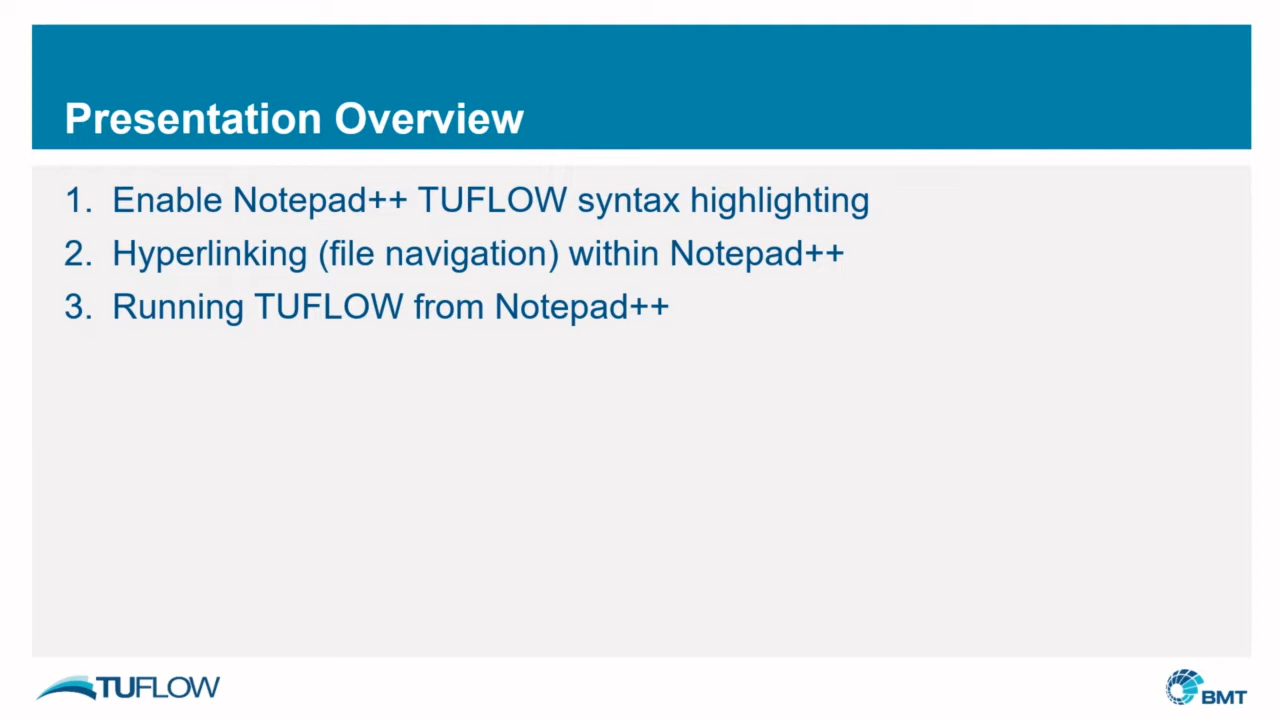 Presentation Overview
1. Enable Notepad++ TUFLOW syntax highlighting
2. Hyperlinking (file navigation) within Notepad++
3. Running TUFLOW from Notepad++
TUFLOW
BMT